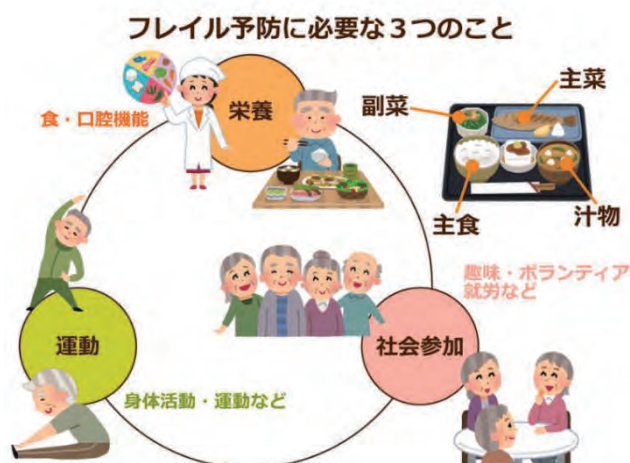 フレイル予防に必要な３つのこと
栄養
食・口腔機能
副菜
主菜
主食
汁物
趣味・ボランティア
就労など
運動
社会参加
身体活動・運動など